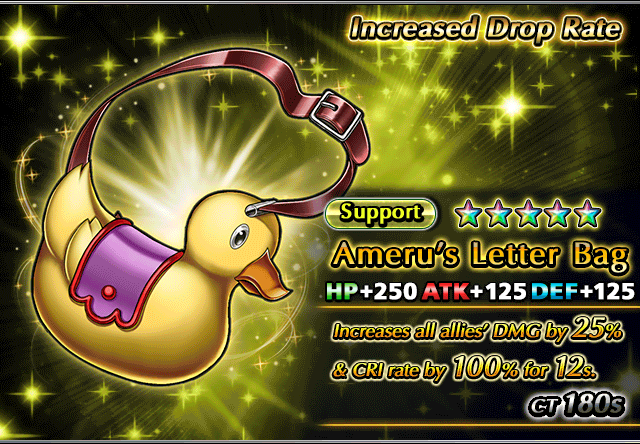 Increased Drop Rate
Support
Ameru's Letter Bag
HP+250 ATK+125 DEF+125
Increases all allies' DMG by 25%
& CRI rate by 100% for 12s.
CT 180s